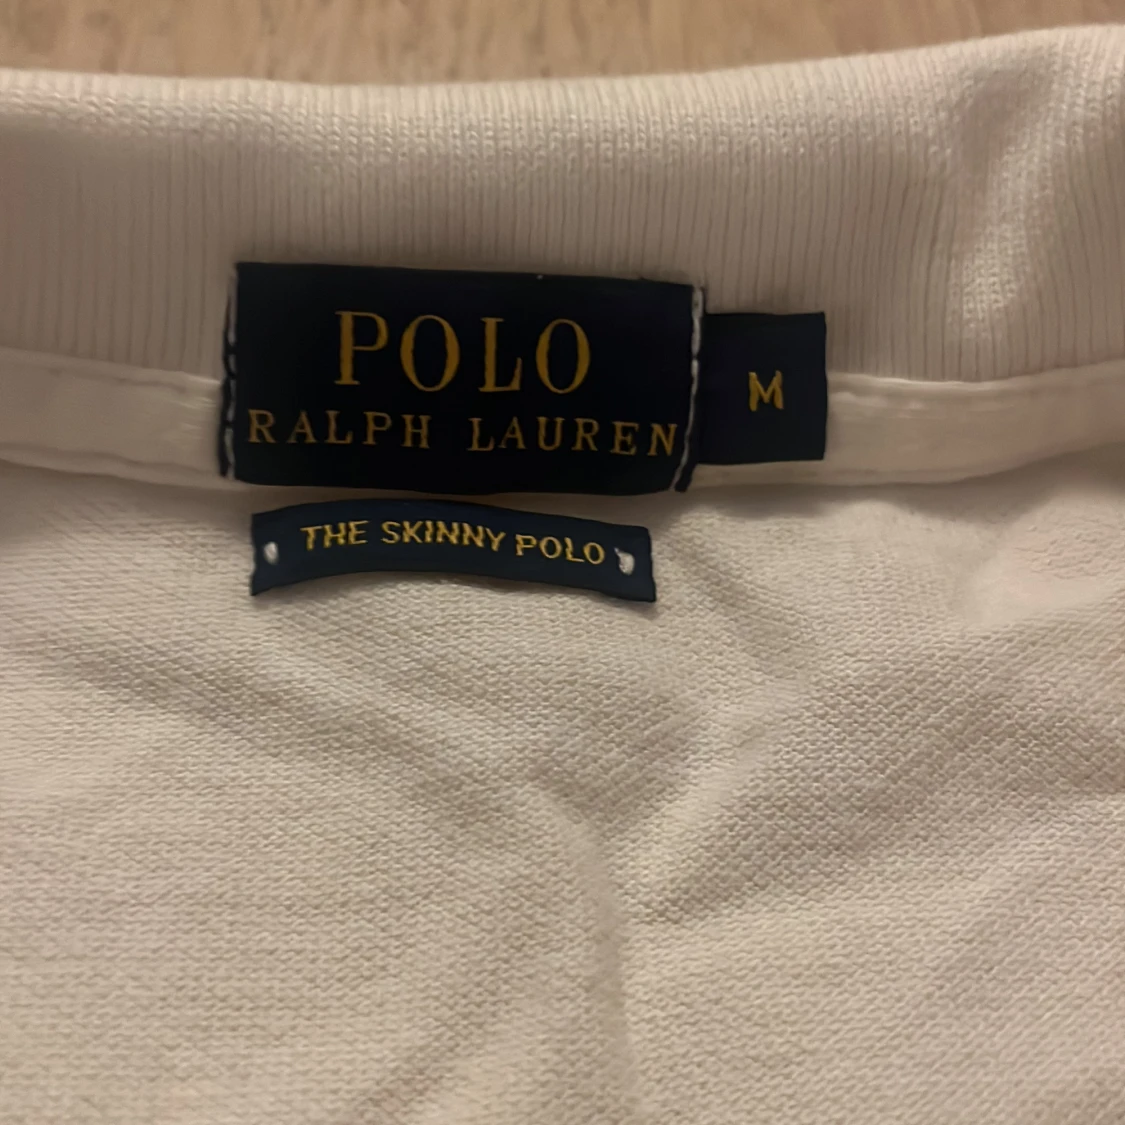 POLO
RALPH LAUREN
M
THE SKINNY POLO